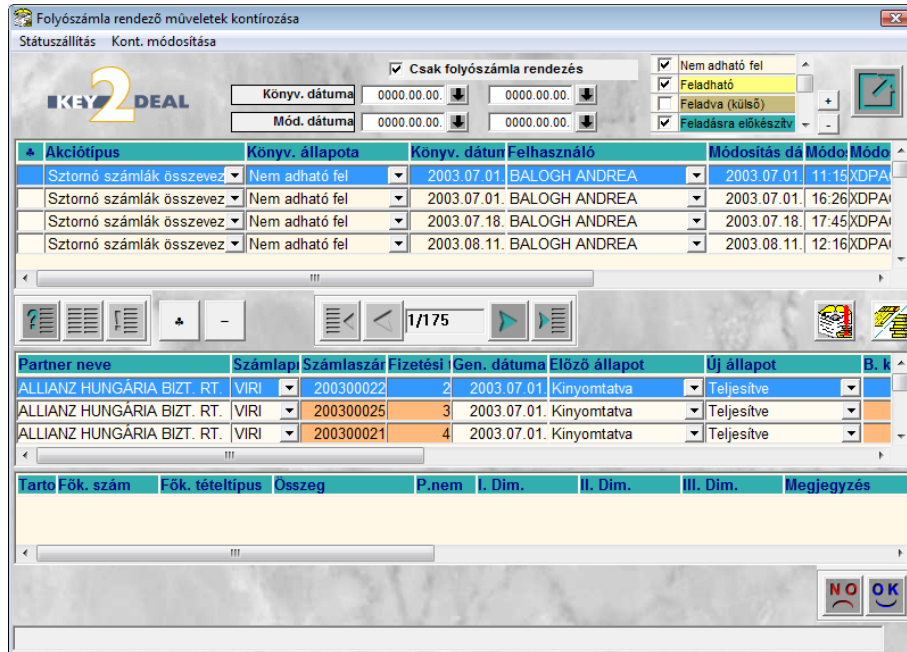 Folyószámla rendező műveletek kontírozása
Státuszállítás Kont. módosítása
KEY 2 DEAL
Csak folyószámla rendezés
Könyv. dátuma 0000.00.00. 0000.00.00.
Mód. dátuma 0000.00.00. 0000.00.00.
Nem adható fel
Feladható
Feladva (külső)
Feladásra előkészítv
+
-
Akciótípus Könyv. állapota Könyv. dátum Felhasználó Módosítás dá Módo: Módo
Sztornó számlák összevez Nem adható fel 2003.07.01. BALOGH ANDREA 2003.07.01. 11:15 XDPA
Sztornó számlák összevez Nem adható fel 2003.07.01. BALOGH ANDREA 2003.07.01. 16:26 XDPA
Sztornó számlák összevez Nem adható fel 2003.07.18. BALOGH ANDREA 2003.07.18. 17:45 XDPA
Sztornó számlák összevez Nem adható fel 2003.08.11. BALOGH ANDREA 2003.08.11. 12:16 XDPA
1/175
Partner neve Számlapı Számlaszár Fizetési ı Gen. dátuma Előző állapot Új állapot B. k
ALLIANZ HUNGÁRIA BIZT. RT. VIRI 200300022 2 2003.07.01. Kinyomtatva Teljesítve
ALLIANZ HUNGÁRIA BIZT. RT. VIRI 200300025 3 2003.07.01. Kinyomtatva Teljesítve
ALLIANZ HUNGÁRIA BIZT. RT. VIRI 200300021 4 2003.07.01. Kinyomtatva Teljesítve
Tarto Fők. szám Fők. tételtípus Összeg P.nem I. Dim. II. Dim. III. Dim. Megjegyzés
NO OK